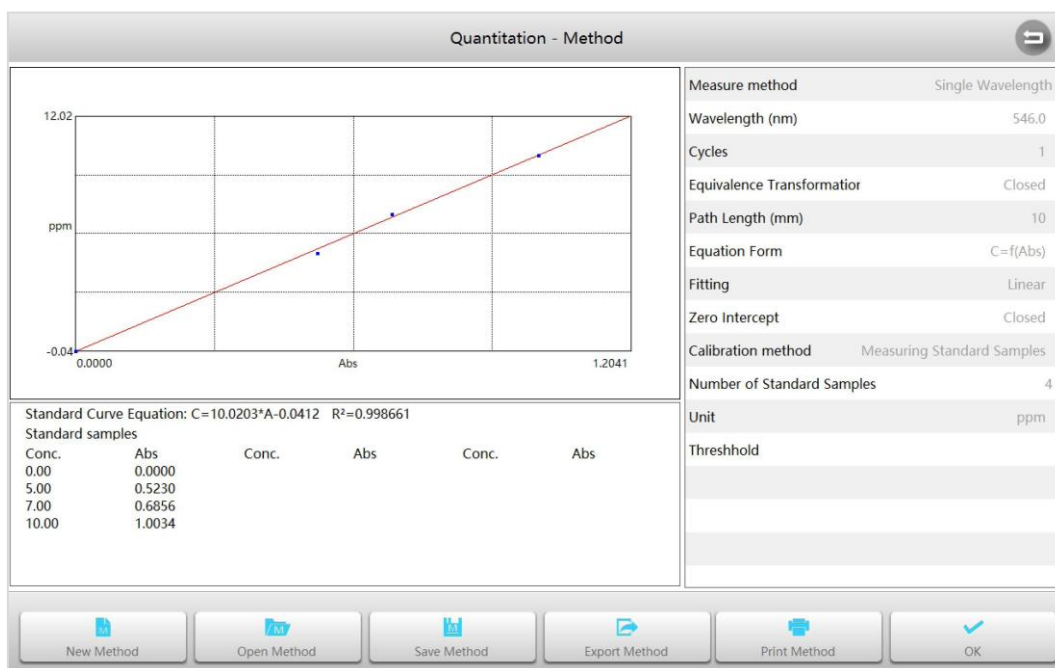 Quantitation - Method
12.02
ppm
-0.04
0.0000 Abs 1.2041
Measure method Single Wavelength
Wavelength (nm) 546.0
Cycles 1
Equivalence Transformatior Closed
Path Length (mm) 10
Equation Form C=f(Abs)
Fitting Linear
Zero Intercept Closed
Calibration method Measuring Standard Samples
Number of Standard Samples 4
Unit ppm
Threshhold
Standard Curve Equation: C=10.0203*A-0.0412 R²=0.998661
Standard samples
Conc. Abs Conc. Abs Conc. Abs
0.00 0.0000
5.00 0.5230
7.00 0.6856
10.00 1.0034
New Method Open Method Save Method Export Method Print Method OK